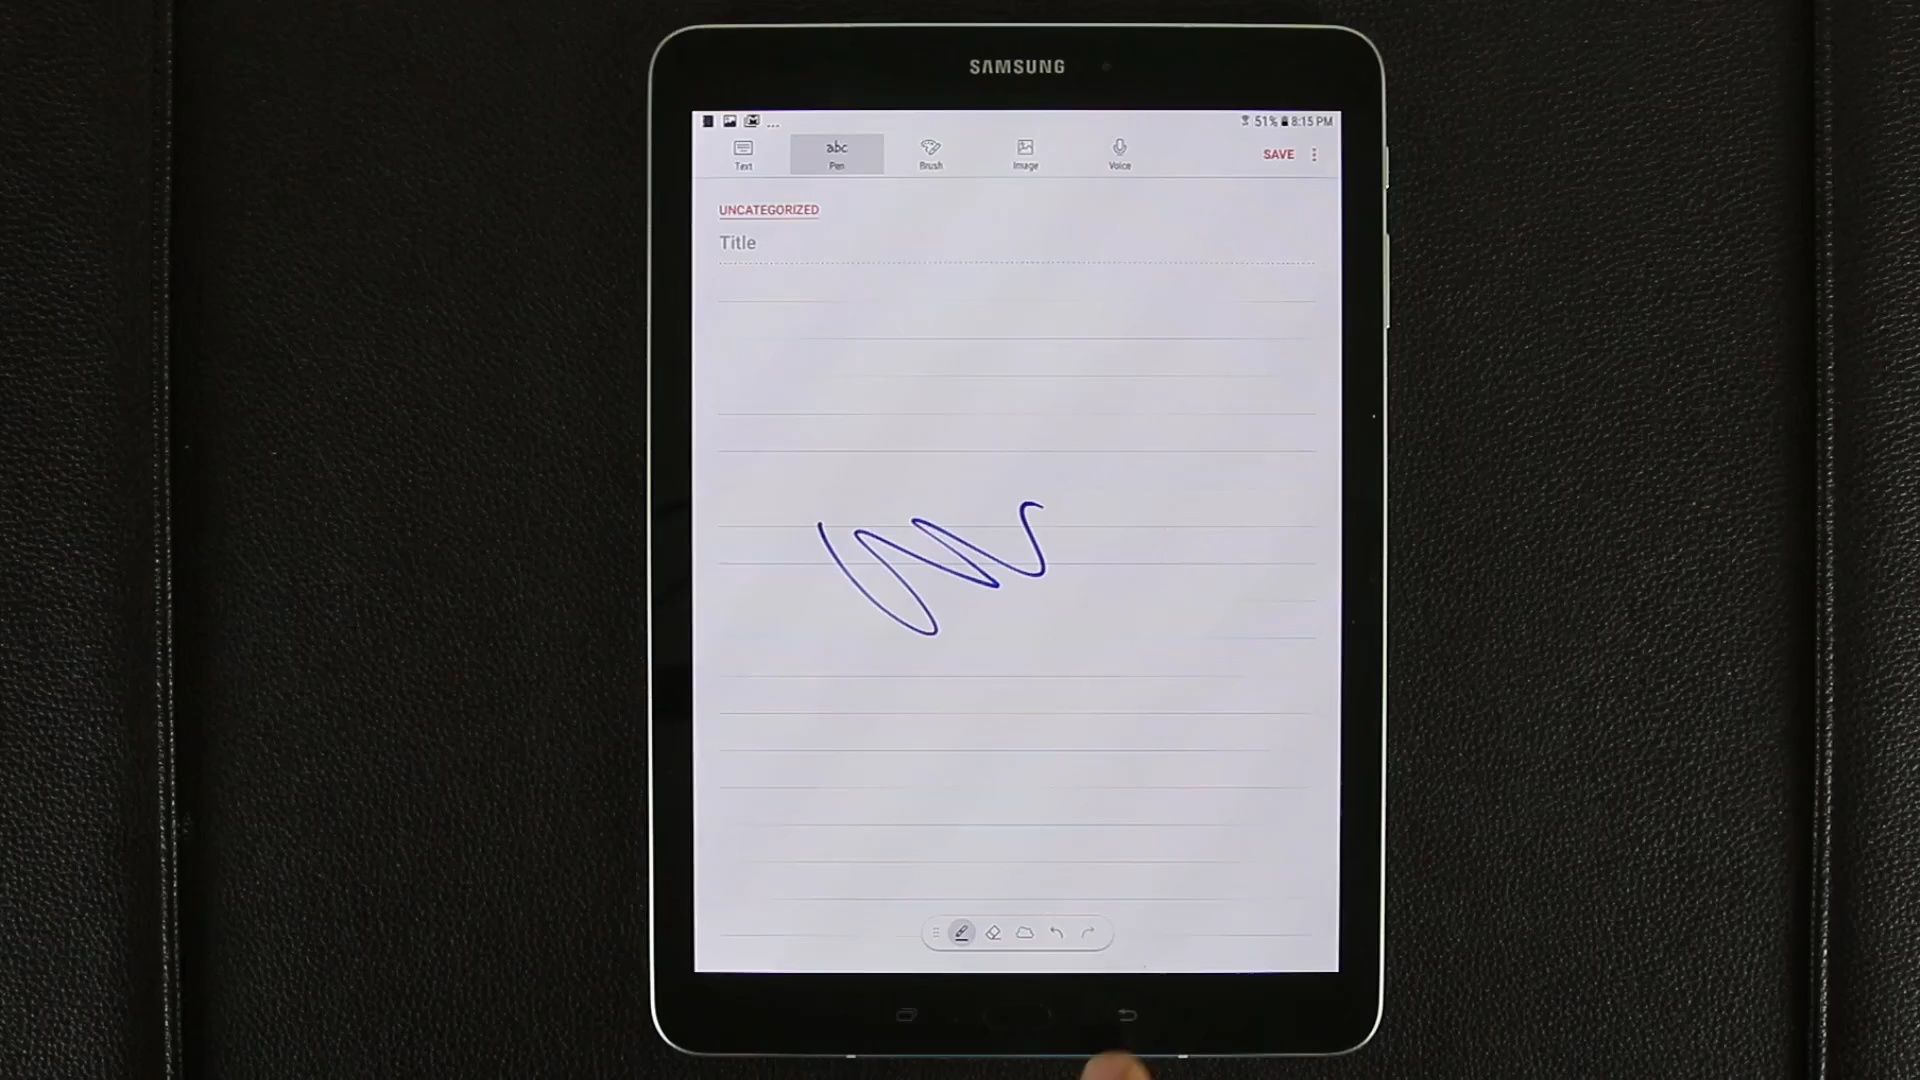 SAMSUNG
... 51% 8:15 PM
Text abc Pen Brush Image Voice SAVE
UNCATEGORIZED
Title